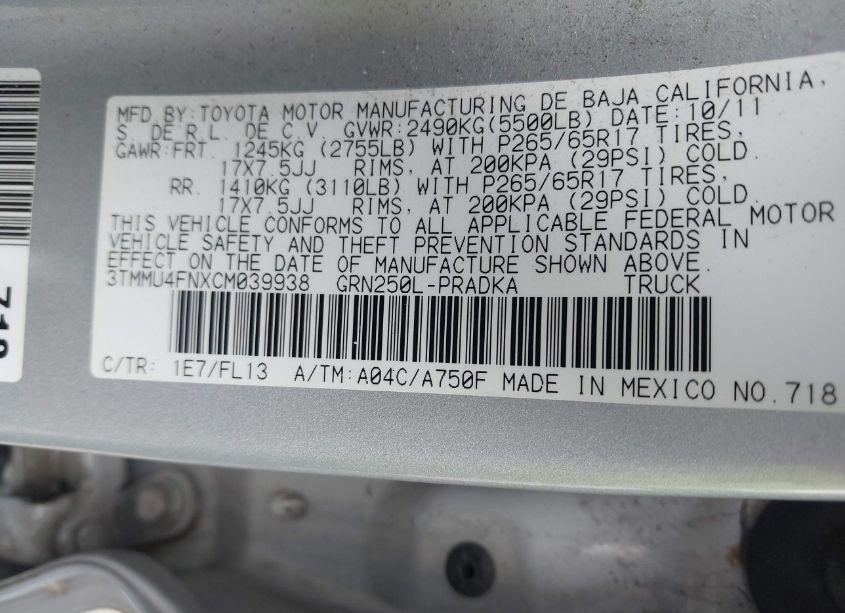 MFD.BY:TOYOTA MOTOR MANUFACTURING DE BAJA CALIFORNIA,
S. DE R.L. DE C.V. GVWR:2490KG(5500LB) DATE:10/11
GAWR:FRT. 1245KG (2755LB) WITH P265/65R17 TIRES,
17X7.5JJ RIMS, AT 200KPA (29PSI) COLD.
RR. 1410KG (3110LB) WITH P265/65R17 TIRES,
17X7.5JJ RIMS, AT 200KPA (29PSI) COLD.
THIS VEHICLE CONFORMS TO ALL APPLICABLE FEDERAL MOTOR
VEHICLE SAFETY AND THEFT PREVENTION STANDARDS IN
EFFECT ON THE DATE OF MANUFACTURE SHOWN ABOVE.
3TMMU4FNXCM039938 GRN250L-PRADKA TRUCK
C/TR: 1E7/FL13 A/TM:A04C/A750F MADE IN MEXICO NO.718
718